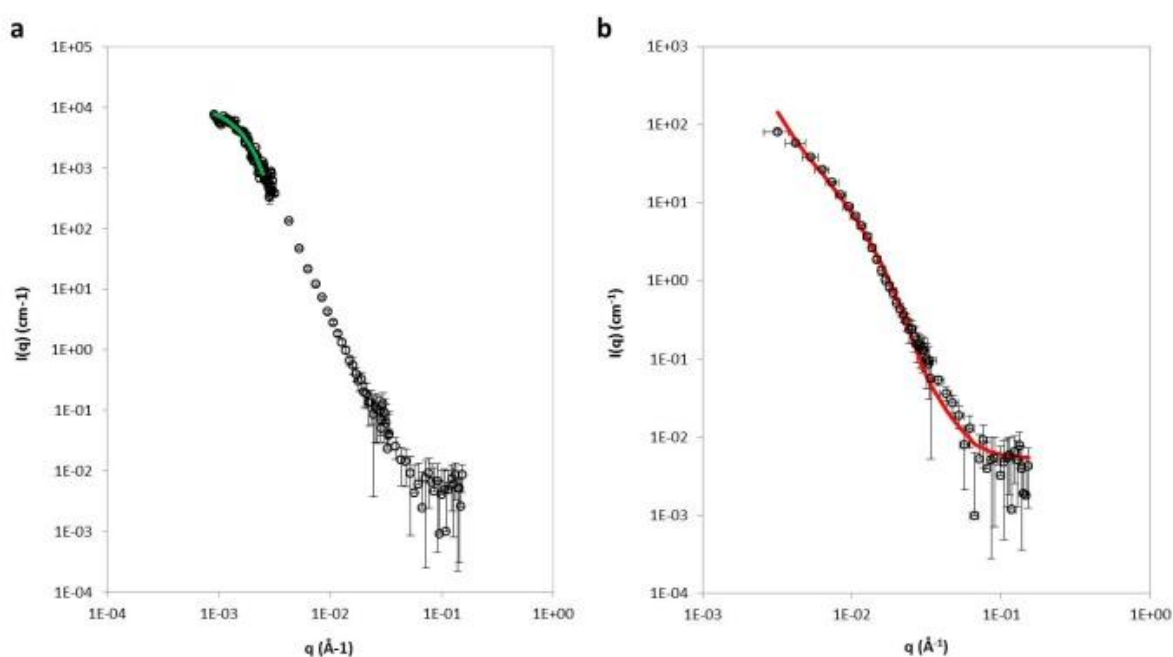 a
1E+05
1E+04
1E+03
1E+02
1E+01
1E+00
1E-01
1E-02
1E-03
1E-04
I(q) (cm-1)
1E-04 1E-03 1E-02 1E-01 1E+00
q (Å-1)
b
1E+03
1E+02
1E+01
1E+00
1E-01
1E-02
1E-03
1E-04
I(q) (cm⁻¹)
1E-03 1E-02 1E-01 1E+00
q (Å⁻¹)